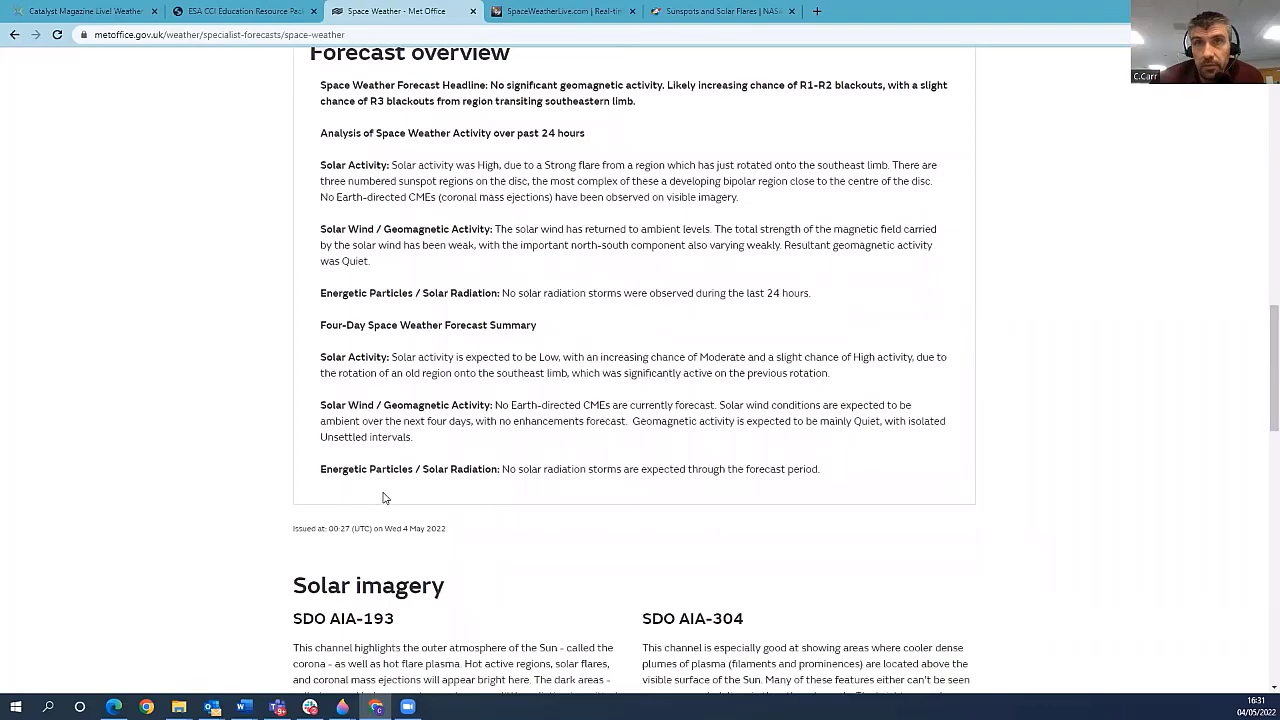 Catalyst Magazine Level Weather
ESA CCI Education Resource Pack
Space Weather - Met Office
SpaceWeatherLive.com | Real-tim
Sunspots and Solar Flares | NASA
metoffice.gov.uk/weather/specialist-forecasts/space-weather
C.Carr
Forecast overview
Space Weather Forecast Headline: No significant geomagnetic activity. Likely increasing chance of R1-R2 blackouts, with a slight
chance of R3 blackouts from region transiting southeastern limb.
Analysis of Space Weather Activity over past 24 hours
Solar Activity: Solar activity was High, due to a Strong flare from a region which has just rotated onto the southeast limb. There are
three numbered sunspot regions on the disc, the most complex of these a developing bipolar region close to the centre of the disc.
No Earth-directed CMEs (coronal mass ejections) have been observed on visible imagery.
Solar Wind / Geomagnetic Activity: The solar wind has returned to ambient levels. The total strength of the magnetic field carried
by the solar wind has been weak, with the important north-south component also varying weakly. Resultant geomagnetic activity
was Quiet.
Energetic Particles / Solar Radiation: No solar radiation storms were observed during the last 24 hours.
Four-Day Space Weather Forecast Summary
Solar Activity: Solar activity is expected to be Low, with an increasing chance of Moderate and a slight chance of High activity, due to
the rotation of an old region onto the southeast limb, which was significantly active on the previous rotation.
Solar Wind / Geomagnetic Activity: No Earth-directed CMEs are currently forecast. Solar wind conditions are expected to be
ambient over the next four days, with no enhancements forecast. Geomagnetic activity is expected to be mainly Quiet, with isolated
Unsettled intervals.
Energetic Particles / Solar Radiation: No solar radiation storms are expected through the forecast period.
Issued at: 00:27 (UTC) on Wed 4 May 2022
Solar imagery
SDO AIA-193
This channel highlights the outer atmosphere of the Sun - called the
corona - as well as hot flare plasma. Hot active regions, solar flares,
and coronal mass ejections will appear bright here. The dark areas -
SDO AIA-304
This channel is especially good at showing areas where cooler dense
plumes of plasma (filaments and prominences) are located above the
visible surface of the Sun. Many of these features either can't be seen
16:31
04/05/2022